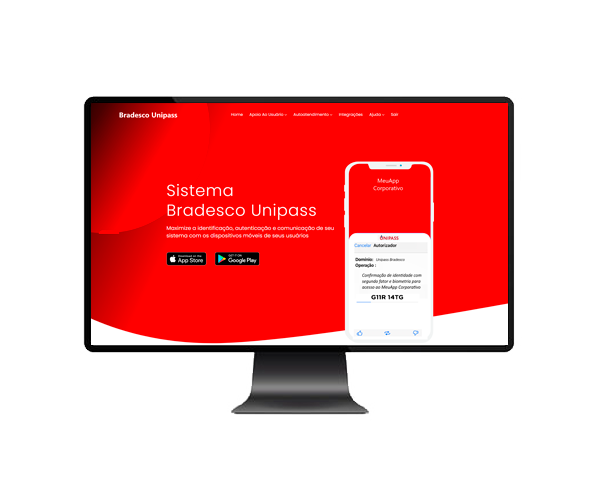 Bradesco Unipass
Home Apoio Ao Usuário Autoatendimento Integrações Ajuda Sair
Sistema
Bradesco Unipass
Maximize a identificação, autenticação e comunicação de seu
sistema com os dispositivos móveis de seus usuários
Download on the
App Store
GET IT ON
Google Play
MeuApp
Corporativo
UNIPASS
Cancelar Autorizador
Domínio: Unipass Bradesco
Operação :
Confirmação de identidade com
segundo fator e biometria para
acesso ao MeuApp Corporativo
G11R 14TG